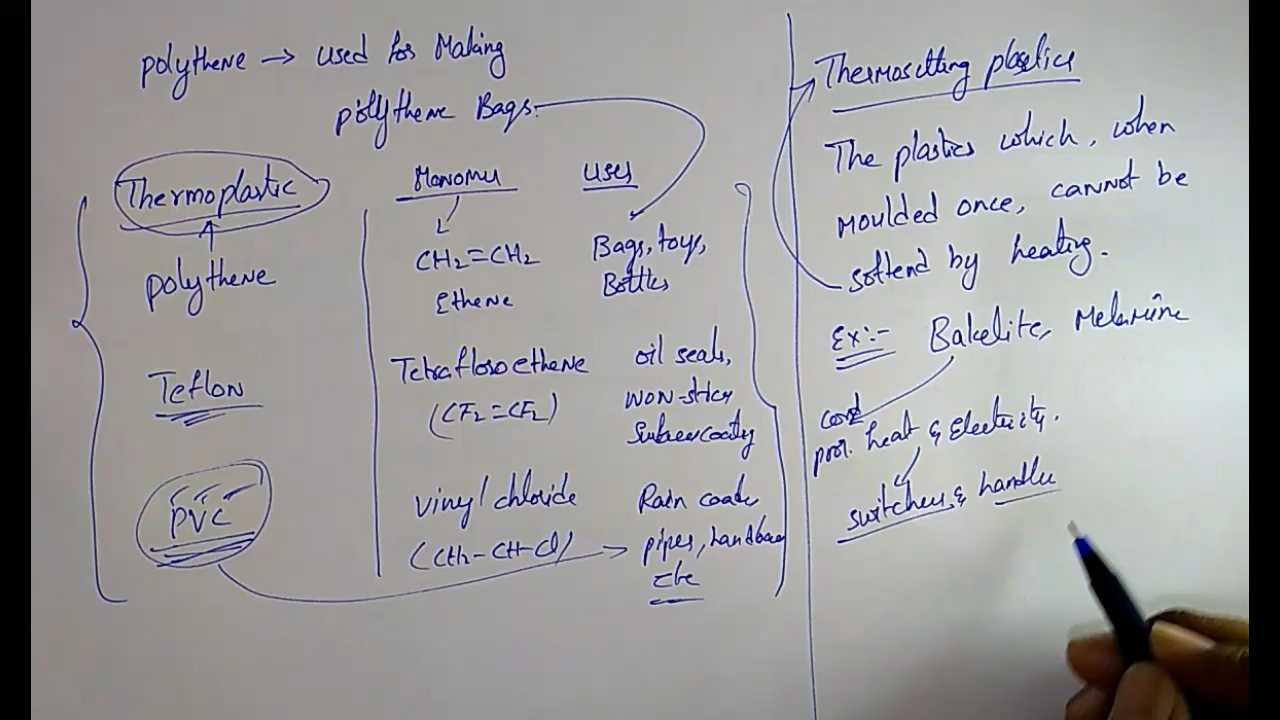 polythene → used for Making
polythene Bags.
Thermoplastic
Monomer
Uses
polythene
CH2=CH2
Ethene
Bags, toys,
Bottles
Teflon
Tetrafloroethene
(CF2=CF2)
oil seals,
NON-stick
Surface coating
PVC
vinyl chloride
(CH2-CH-Cl)
Rain coats
pipes, handbags
etc
Thermosetting plastics
The plastics which, when
moulded once, cannot be
softend by heating.
Ex:- Bakelite, Melamine
poor. heat & Electricity.
switches & handles